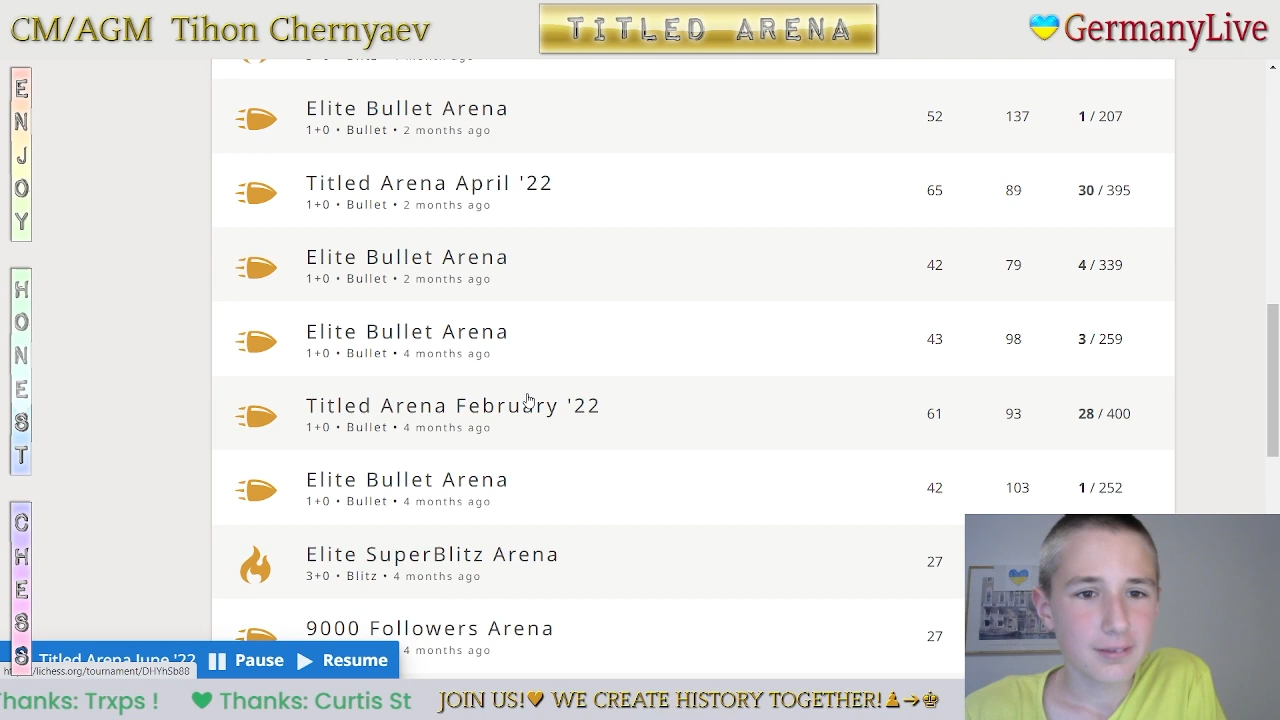 CM/AGM Tihon Chernyaev
TITLED ARENA
GermanyLive
ENJOY
HONEST
CHESS
Elite Bullet Arena
1+0 • Bullet • 2 months ago
52 137 1 / 207
Titled Arena April '22
1+0 • Bullet • 2 months ago
65 89 30 / 395
Elite Bullet Arena
1+0 • Bullet • 2 months ago
42 79 4 / 339
Elite Bullet Arena
1+0 • Bullet • 4 months ago
43 98 3 / 259
Titled Arena February '22
1+0 • Bullet • 4 months ago
61 93 28 / 400
Elite Bullet Arena
1+0 • Bullet • 4 months ago
42 103 1 / 252
Elite SuperBlitz Arena
3+0 • Blitz • 4 months ago
27
9000 Followers Arena
4 months ago
27
Titled Arena June '22 Pause Resume
/lichess.org/tournament/DHYhSb88
hanks: Trxps ! Thanks: Curtis St
JOIN US! WE CREATE HISTORY TOGETHER!